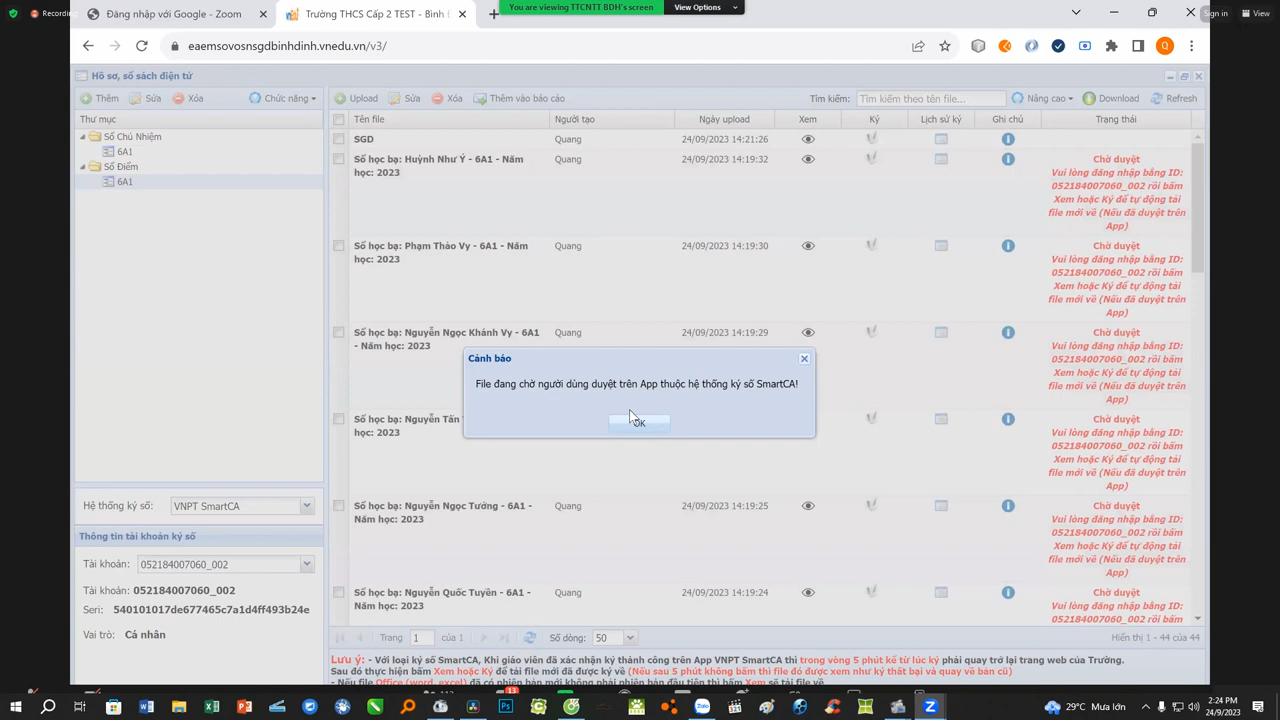 Recording
You are viewing TTCNTT BDH's screen
View Options
Sign in
View
Đăng nhập với Google - Zoom
Trường THCS Cấp 2 TEST - Bình Đ
eaemsovosnsgdbinhdinh.vnedu.vn/v3/
Hồ sơ, sổ sách điện tử
Thêm Sửa Xóa Chức năng
Upload Sửa Xóa Thêm vào báo cáo Tìm kiếm: Tìm kiếm theo tên file... Nâng cao Download Refresh
Thư mục
Tên file Người tạo Ngày upload Xem Ký Lịch sử ký Ghi chú Trạng thái
Sổ Chủ Nhiệm
6A1
Sổ Điểm
6A1
SGD Quang 24/09/2023 14:21:26
Sổ học bạ: Huỳnh Như Ý - 6A1 - Năm Quang 24/09/2023 14:19:32 Chờ duyệt
học: 2023 Vui lòng đăng nhập bằng ID:
052184007060_002 rồi bấm
Xem hoặc Ký để tự động tải
file mới về (Nếu đã duyệt trên
App)
Sổ học bạ: Phạm Thảo Vy - 6A1 - Năm Quang 24/09/2023 14:19:30 Chờ duyệt
học: 2023 Vui lòng đăng nhập bằng ID:
052184007060_002 rồi bấm
Xem hoặc Ký để tự động tải
file mới về (Nếu đã duyệt trên
App)
Sổ học bạ: Nguyễn Ngọc Khánh Vy - 6A1 Quang 24/09/2023 14:19:29 Chờ duyệt
- Năm học: 2023 Vui lòng đăng nhập bằng ID:
052184007060_002 rồi bấm
Xem hoặc Ký để tự động tải
file mới về (Nếu đã duyệt trên
App)
Cảnh báo
File đang chờ người dùng duyệt trên App thuộc hệ thống ký số SmartCA!
OK
Sổ học bạ: Nguyễn Tấn Chờ duyệt
học: 2023 Vui lòng đăng nhập bằng ID:
052184007060_002 rồi bấm
Xem hoặc Ký để tự động tải
file mới về (Nếu đã duyệt trên
App)
Sổ học bạ: Nguyễn Ngọc Tướng - 6A1 - Quang 24/09/2023 14:19:25 Chờ duyệt
Năm học: 2023 Vui lòng đăng nhập bằng ID:
052184007060_002 rồi bấm
Xem hoặc Ký để tự động tải
file mới về (Nếu đã duyệt trên
App)
Sổ học bạ: Nguyễn Quốc Tuyên - 6A1 - Quang 24/09/2023 14:19:24 Chờ duyệt
Năm học: 2023 Vui lòng đăng nhập bằng ID:
052184007060_002 rồi bấm
Hệ thống ký số: VNPT SmartCA
Thông tin tài khoản ký số
Tài khoản: 052184007060_002
Tài khoản: 052184007060_002
Seri: 540101017de677465c7a1d4ff493b24e
Vai trò: Cá nhân
Trang 1 của 1 Số dòng: 50 Hiển thị 1 - 44 của 44
Lưu ý: - Với loại ký số SmartCA, Khi giáo viên đã xác nhận ký thành công trên App VNPT SmartCA thì trong vòng 5 phút kể từ lúc ký phải quay trở lại trang web của Trường.
Sau đó thực hiện bấm Xem hoặc Ký để tải file mới đã được ký về (Nếu sau 5 phút không bấm thì file đó được xem như ký thất bại và quay về bản cũ)
- Nếu file Office (word, excel) đã có phiên bản mới không phải phiên bản đầu tiên thì bấm Xem sẽ tải file về
13
29°C Mưa lớn
2:24 PM
24/9/2023